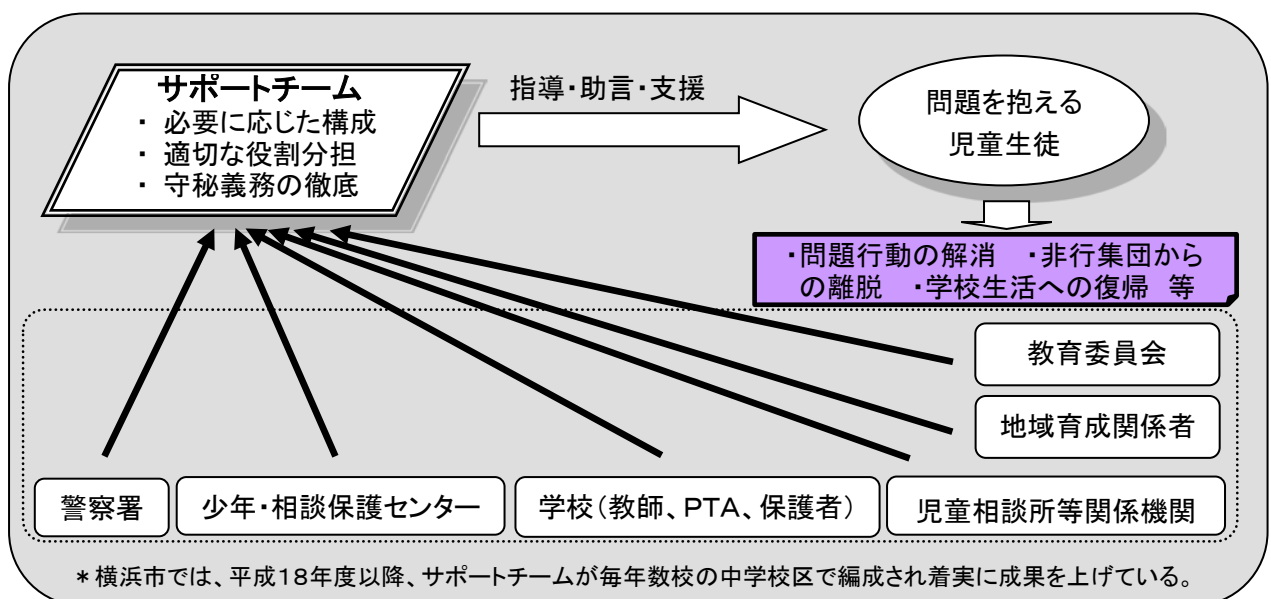 サポートチーム
・ 必要に応じた構成
・ 適切な役割分担
・ 守秘義務の徹底
指導・助言・支援
問題を抱える
児童生徒
・問題行動の解消　・非行集団から
の離脱　・学校生活への復帰　等
教育委員会
地域育成関係者
警察署
少年・相談保護センター
学校（教師、ＰＴＡ、保護者）
児童相談所等関係機関
＊横浜市では、平成１８年度以降、サポートチームが毎年数校の中学校区で編成され着実に成果を上げている。